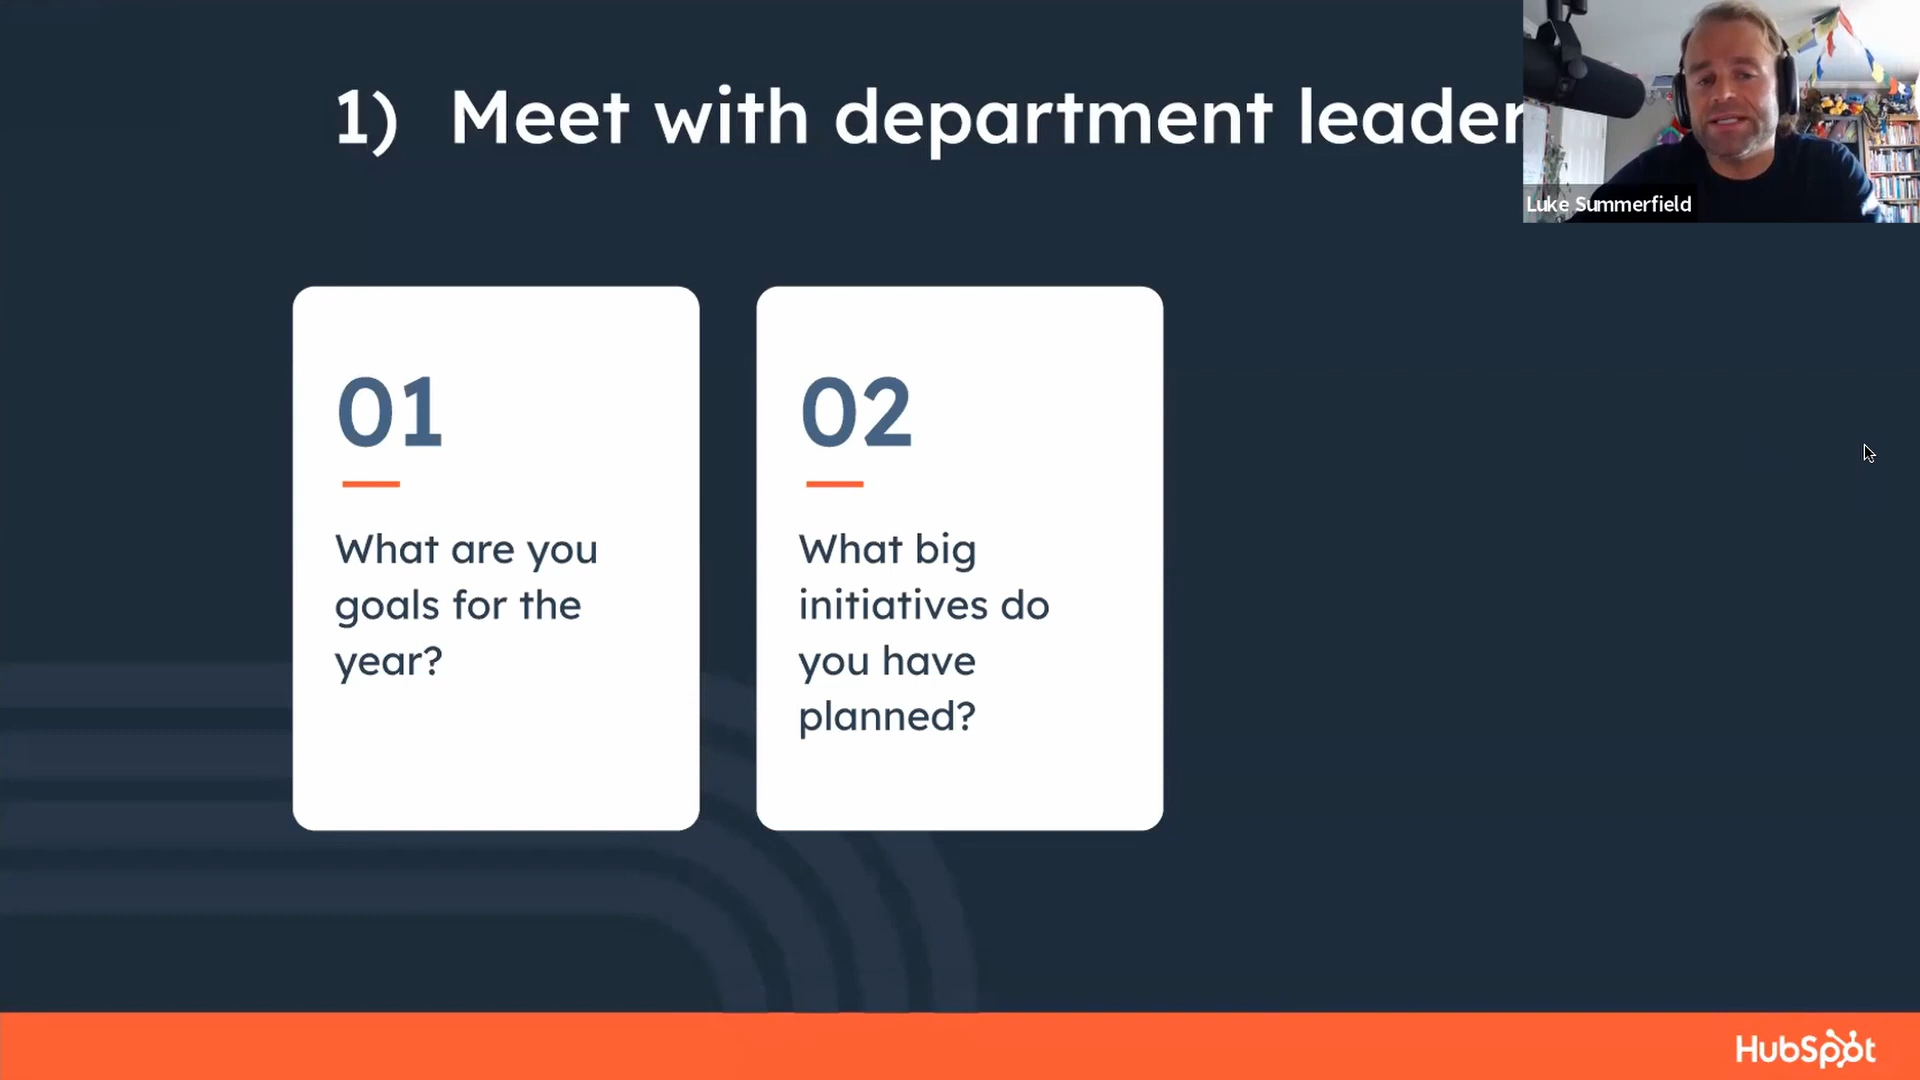 1) Meet with department leader
Luke Summerfield
01
What are you
goals for the
year?
02
What big
initiatives do
you have
planned?
HubSpot